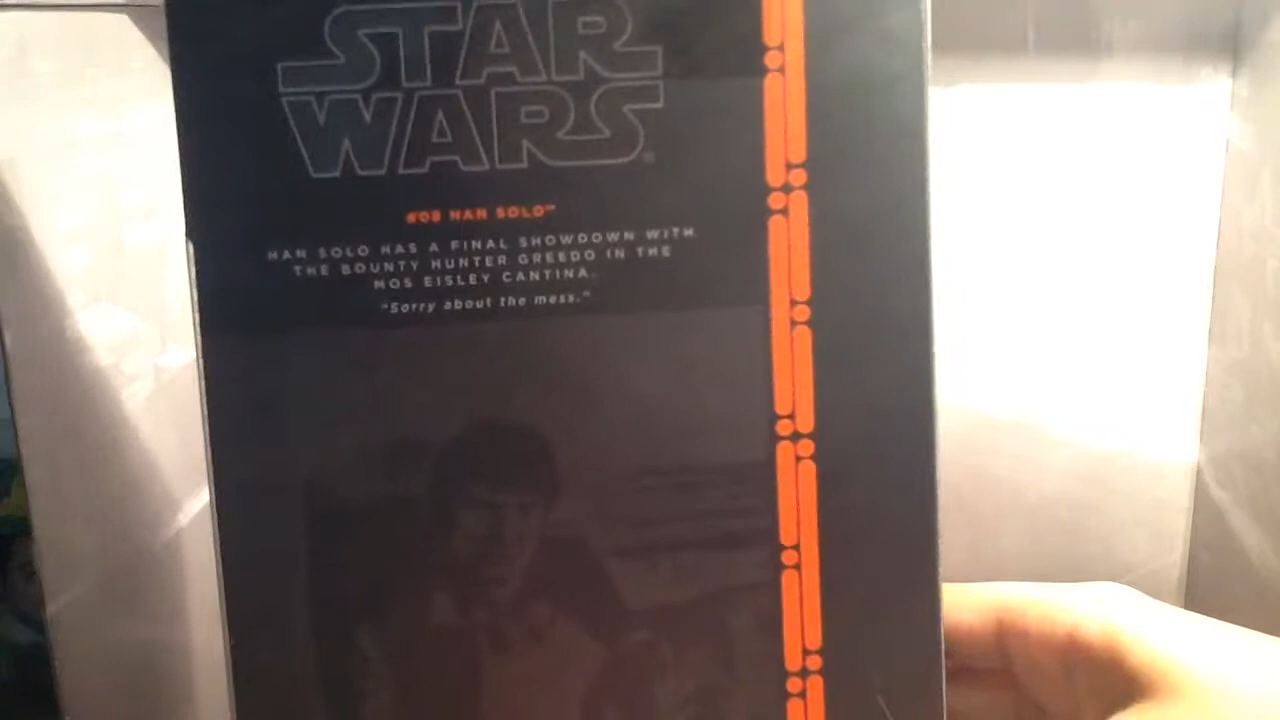 STAR
WARS
#08 HAN SOLO™
HAN SOLO HAS A FINAL SHOWDOWN WITH
THE BOUNTY HUNTER GREEDO IN THE
MOS EISLEY CANTINA.
"Sorry about the mess."